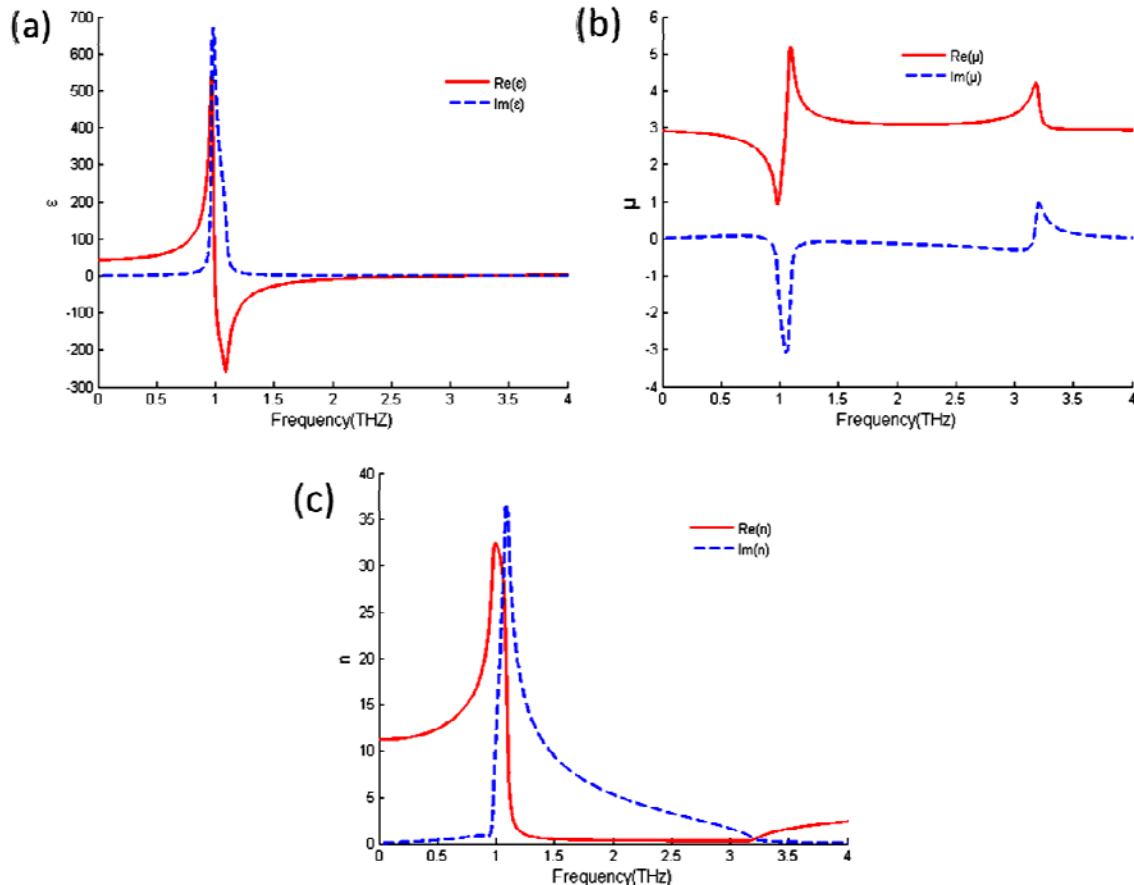 (a)
700
600
500
400
300
200
100
0
-100
-200
-300
ε
Re(ε)
Im(ε)
0 0.5 1 1.5 2 2.5 3 3.5 4
Frequency(THZ)
(b)
6
5
4
3
2
1
0
-1
-2
-3
-4
μ
Re(μ)
Im(μ)
0 0.5 1 1.5 2 2.5 3 3.5 4
Frequency(THz)
(c)
40
35
30
25
20
15
10
5
0
n
Re(n)
Im(n)
0 0.5 1 1.5 2 2.5 3 3.5 4
Frequency(THz)